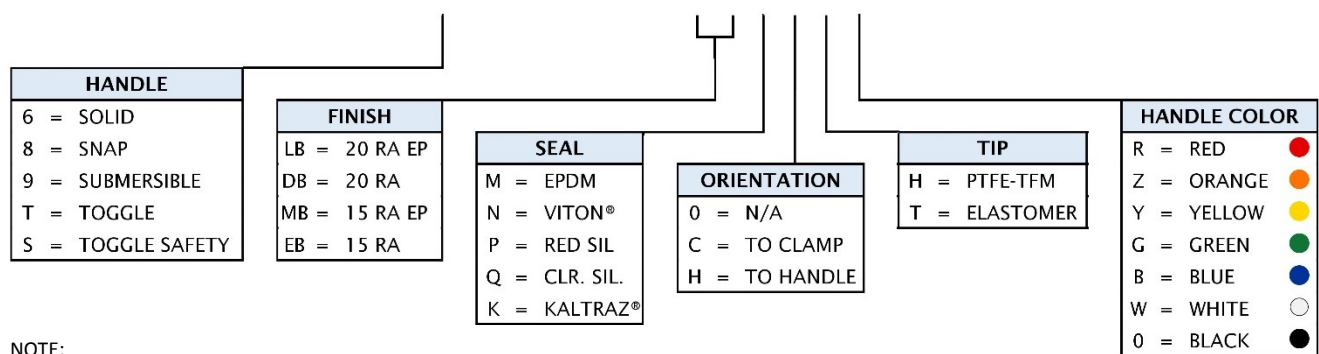 HANDLE
6 = SOLID
8 = SNAP
9 = SUBMERSIBLE
T = TOGGLE
S = TOGGLE SAFETY
FINISH
LB = 20 RA EP
DB = 20 RA
MB = 15 RA EP
EB = 15 RA
SEAL
M = EPDM
N = VITON®
P = RED SIL
Q = CLR. SIL.
K = KALTRAZ®
ORIENTATION
0 = N/A
C = TO CLAMP
H = TO HANDLE
TIP
H = PTFE-TFM
T = ELASTOMER
HANDLE COLOR
R = RED
Z = ORANGE
Y = YELLOW
G = GREEN
B = BLUE
W = WHITE
0 = BLACK
NOTE: